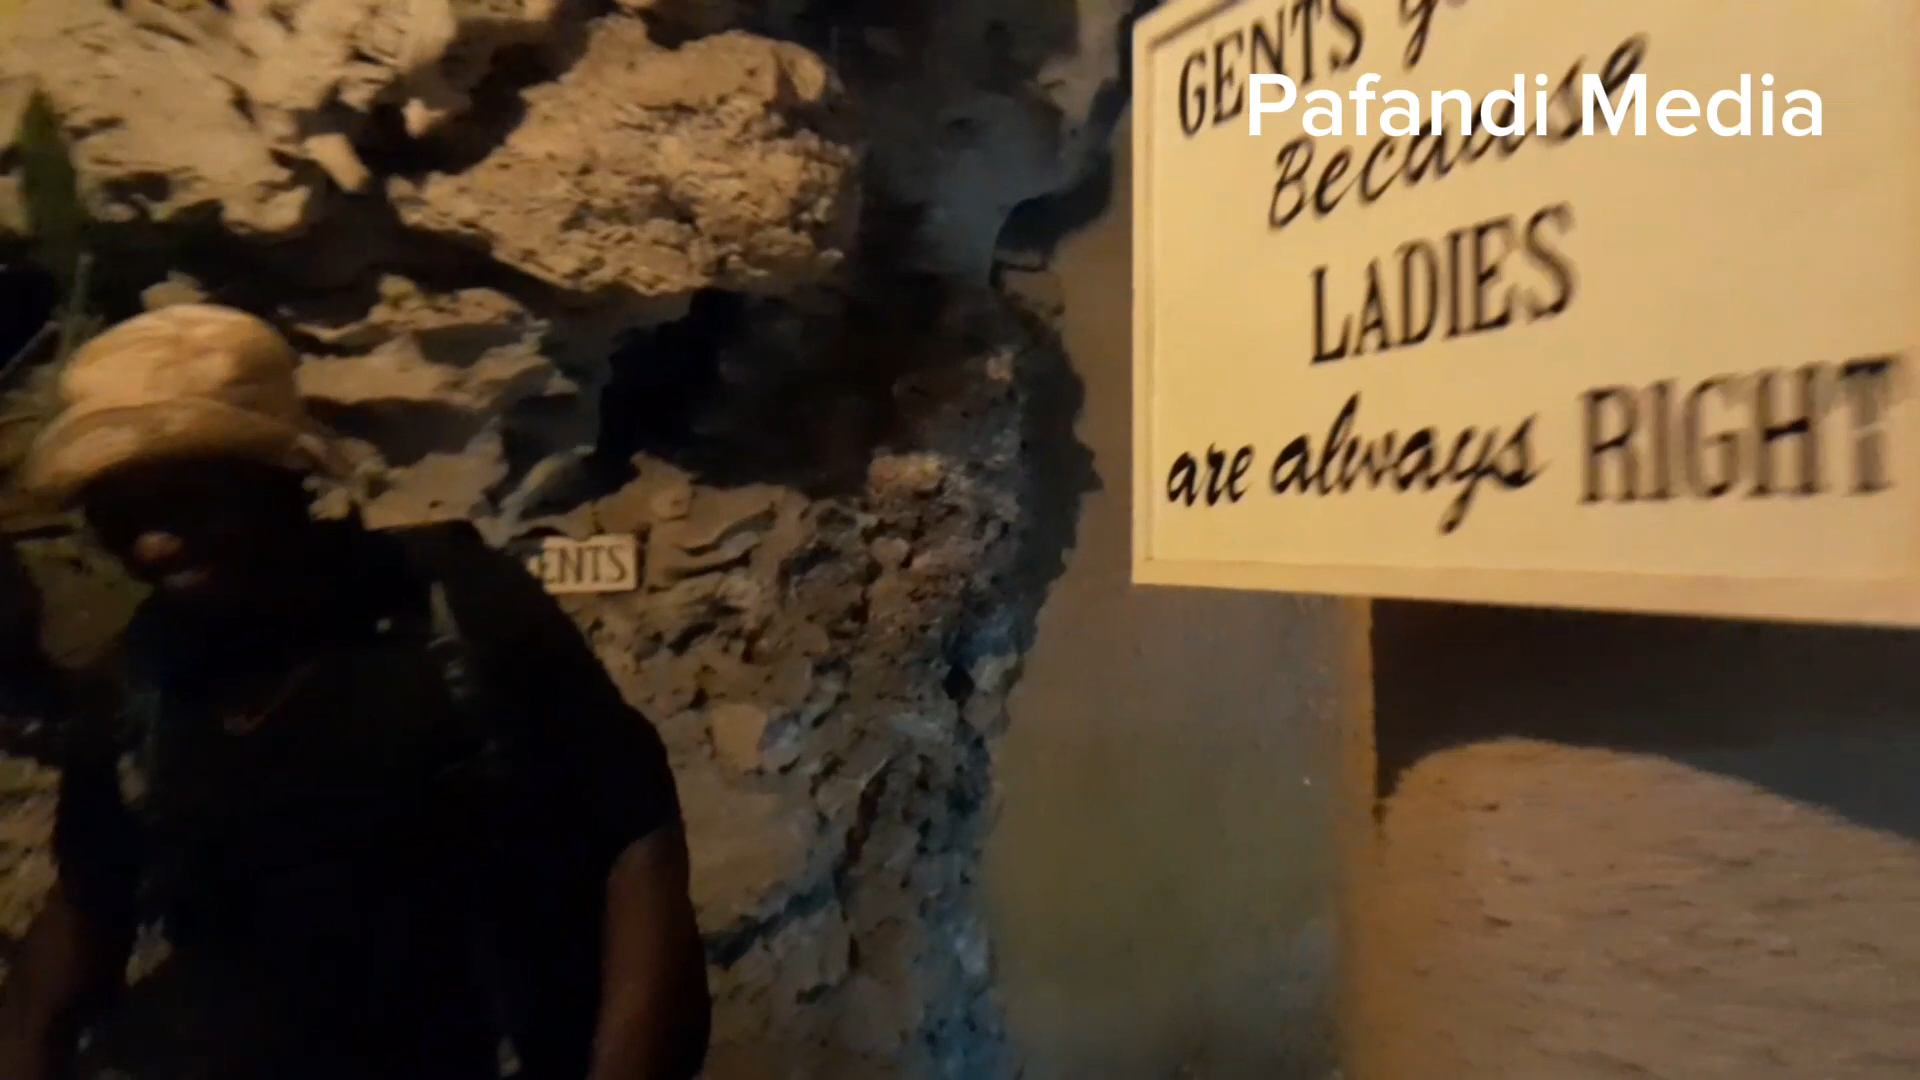 GENTS
Pafandi Media
Because
LADIES
are always RIGHT
ENTS